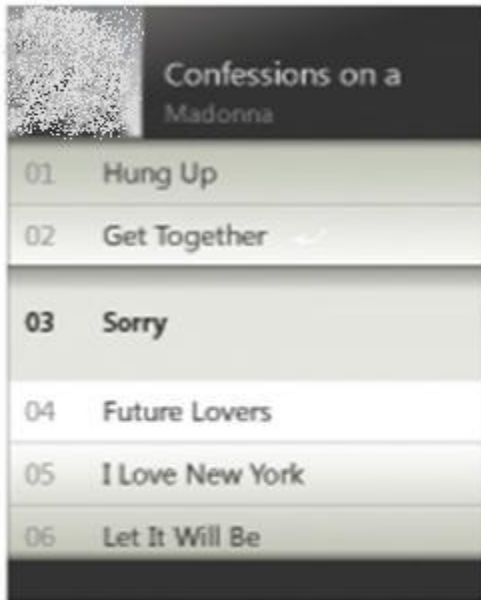 Confessions on a
Madonna
01 Hung Up
02 Get Together
03 Sorry
04 Future Lovers
05 I Love New York
06 Let It Will Be